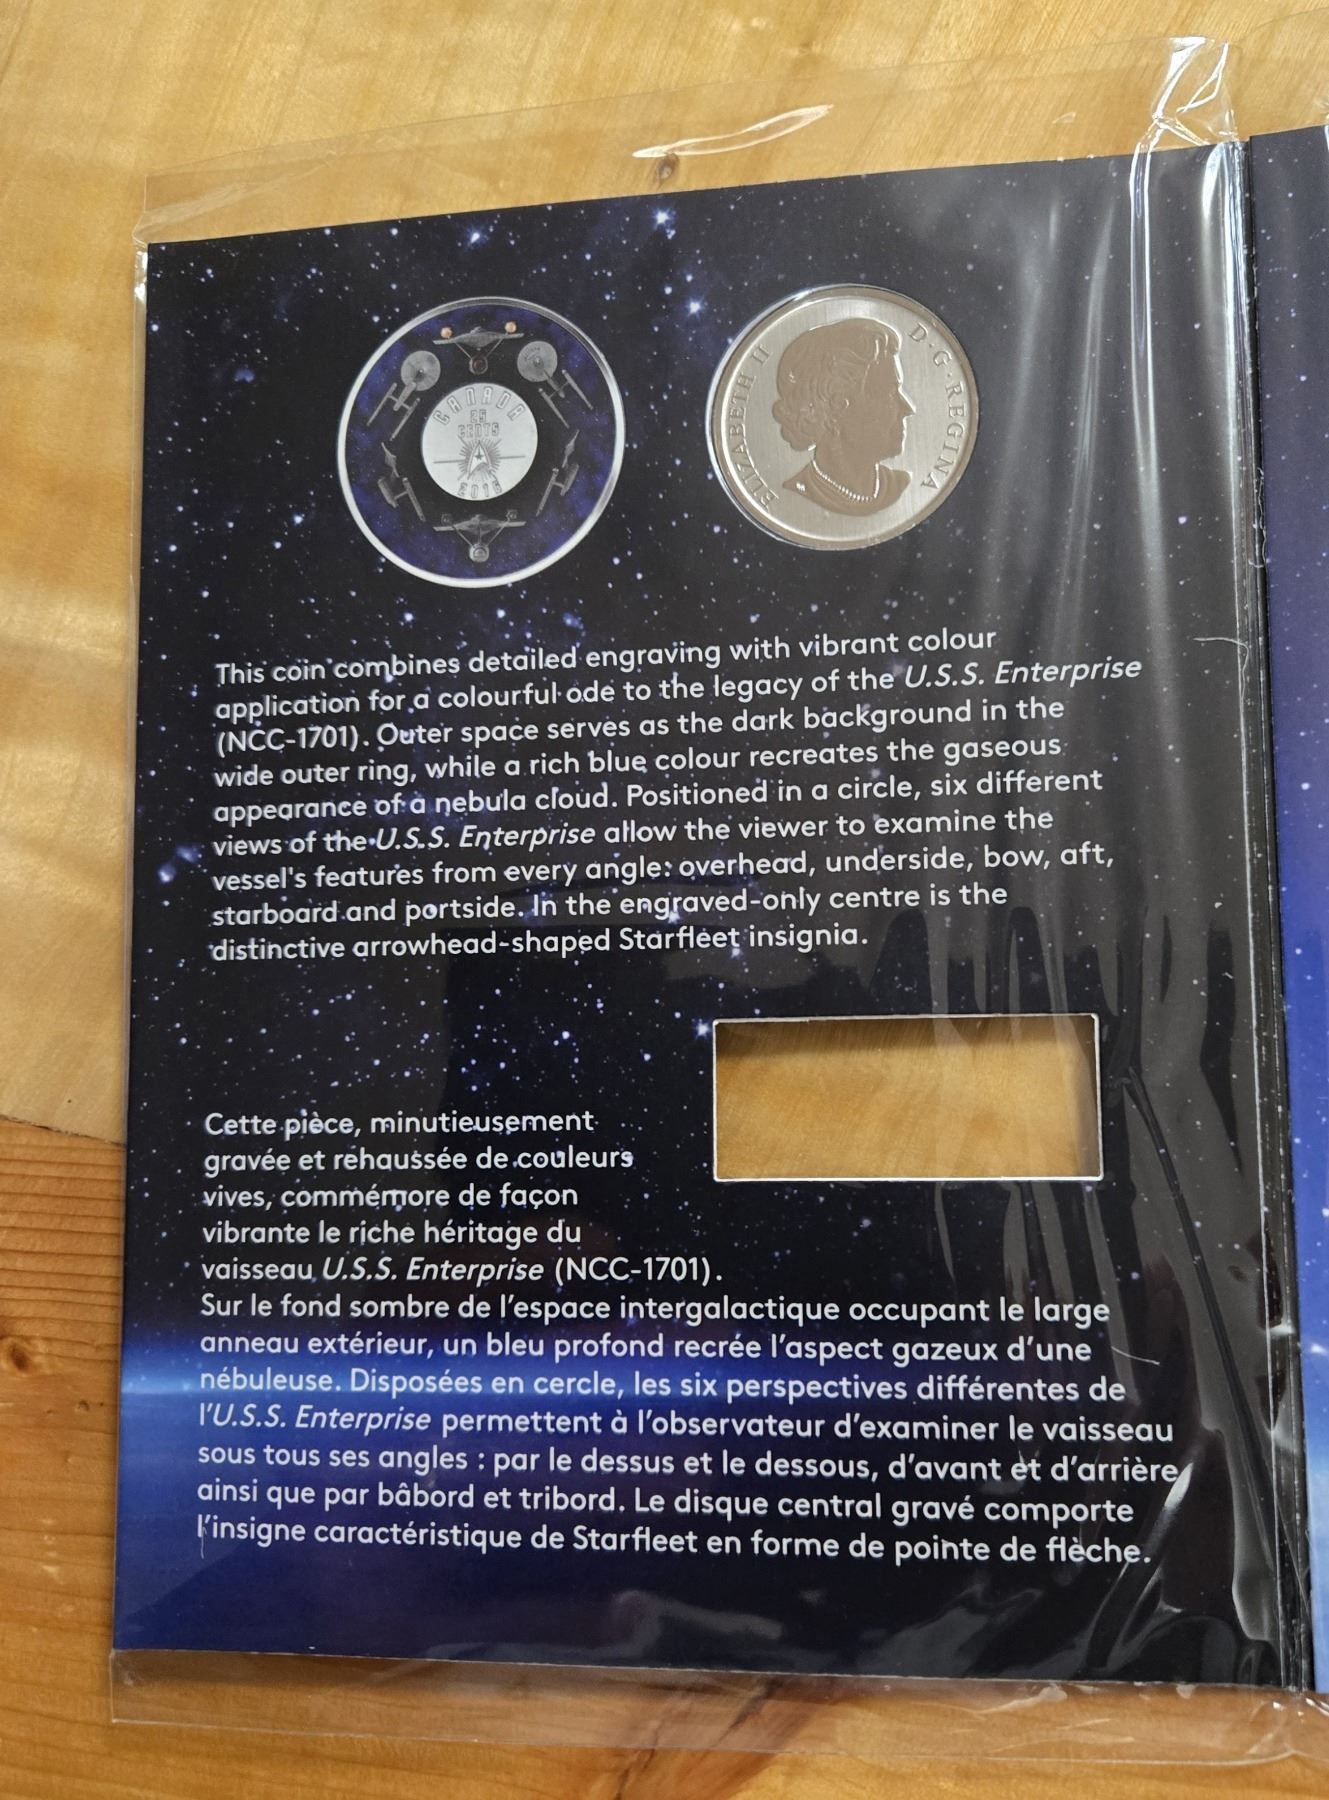 CANADA
25
CENTS
2016
ELIZABETH II
D·G·REGINA
This coin combines detailed engraving with vibrant colour
application for a colourful ode to the legacy of the U.S.S. Enterprise
(NCC-1701). Outer space serves as the dark background in the
wide outer ring, while a rich blue colour recreates the gaseous
appearance of a nebula cloud. Positioned in a circle, six different
views of the U.S.S. Enterprise allow the viewer to examine the
vessel's features from every angle: overhead, underside, bow, aft,
starboard and portside. In the engraved-only centre is the
distinctive arrowhead-shaped Starfleet insignia.
Cette pièce, minutieusement
gravée et rehaussée de couleurs
vives, commémore de façon
vibrante le riche héritage du
vaisseau U.S.S. Enterprise (NCC-1701).
Sur le fond sombre de l'espace intergalactique occupant le large
anneau extérieur, un bleu profond recrée l'aspect gazeux d'une
nébuleuse. Disposées en cercle, les six perspectives différentes de
l'U.S.S. Enterprise permettent à l'observateur d'examiner le vaisseau
sous tous ses angles : par le dessus et le dessous, d'avant et d'arrière,
ainsi que par bâbord et tribord. Le disque central gravé comporte
l'insigne caractéristique de Starfleet en forme de pointe de flèche.